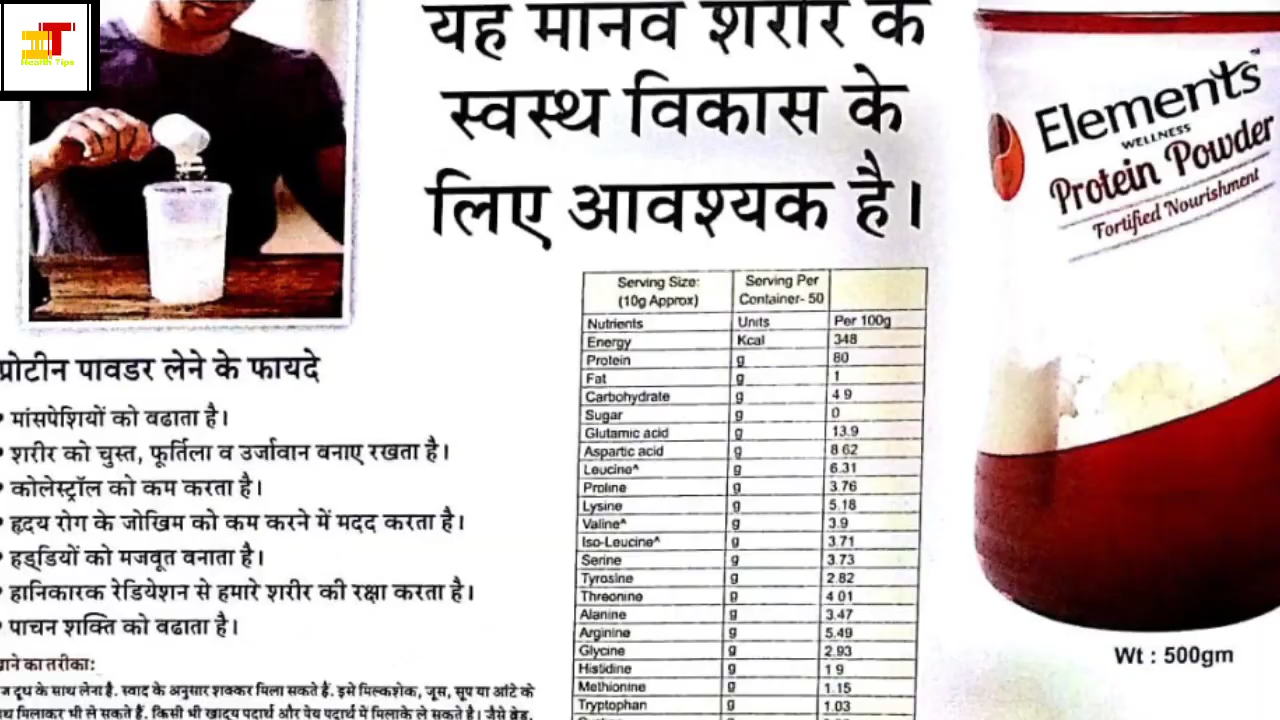 T
Health Tips
यह मानव शरीर के
स्वस्थ विकास के
लिए आवश्यक है।
Elements
WELLNESS
Protein Powder
Fortified Nourishment
Serving Size: (10g Approx) Serving Per Container- 50
Nutrients Units Per 100g
Energy Kcal 348
Protein g 80
Fat g 1
Carbohydrate g 4 9
Sugar g 0
Glutamic acid g 13.9
Aspartic acid g 8 62
Leucine^ g 6.31
Proline g 3.76
Lysine g 5.18
Valine^ g 3.9
Iso-Leucine^ g 3.71
Serine g 3.73
Tyrosine g 2.82
Threonine g 4 01
Alanine g 3.47
Arginine g 5.49
Glycine g 2.93
Histidine g 1 9
Methionine g 1.15
Tryptophan g 1.03
प्रोटीन पावडर लेने के फायदे
• मांसपेशियों को बढाता है।
• शरीर को चुस्त, फूर्तिला व उर्जावान बनाए रखता है।
• कोलेस्ट्रॉल को कम करता है।
• हृदय रोग के जोखिम को कम करने में मदद करता है।
• हड्डियों को मजबूत बनाता है।
• हानिकारक रेडियेशन से हमारे शरीर की रक्षा करता है।
• पाचन शक्ति को बढाता है।
का तरीका:
दूध के साथ लेना है. स्वाद के अनुसार शक्कर मिला सकते हैं. इसे मिल्कशेक, जूस, सूप या आंटे को
मिलाकर भी ले सकते हैं. किसी भी खाद्य पदार्थ और पेय पदार्थ में मिलाके ले सकते है। जैसे ब्रेड,
Wt : 500gm